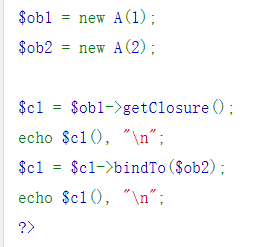 $ob1 = new A(1);
$ob2 = new A(2);
$cl = $ob1->getClosure();
echo $cl(), "\n";
$cl = $cl->bindTo($ob2);
echo $cl(), "\n";
?>